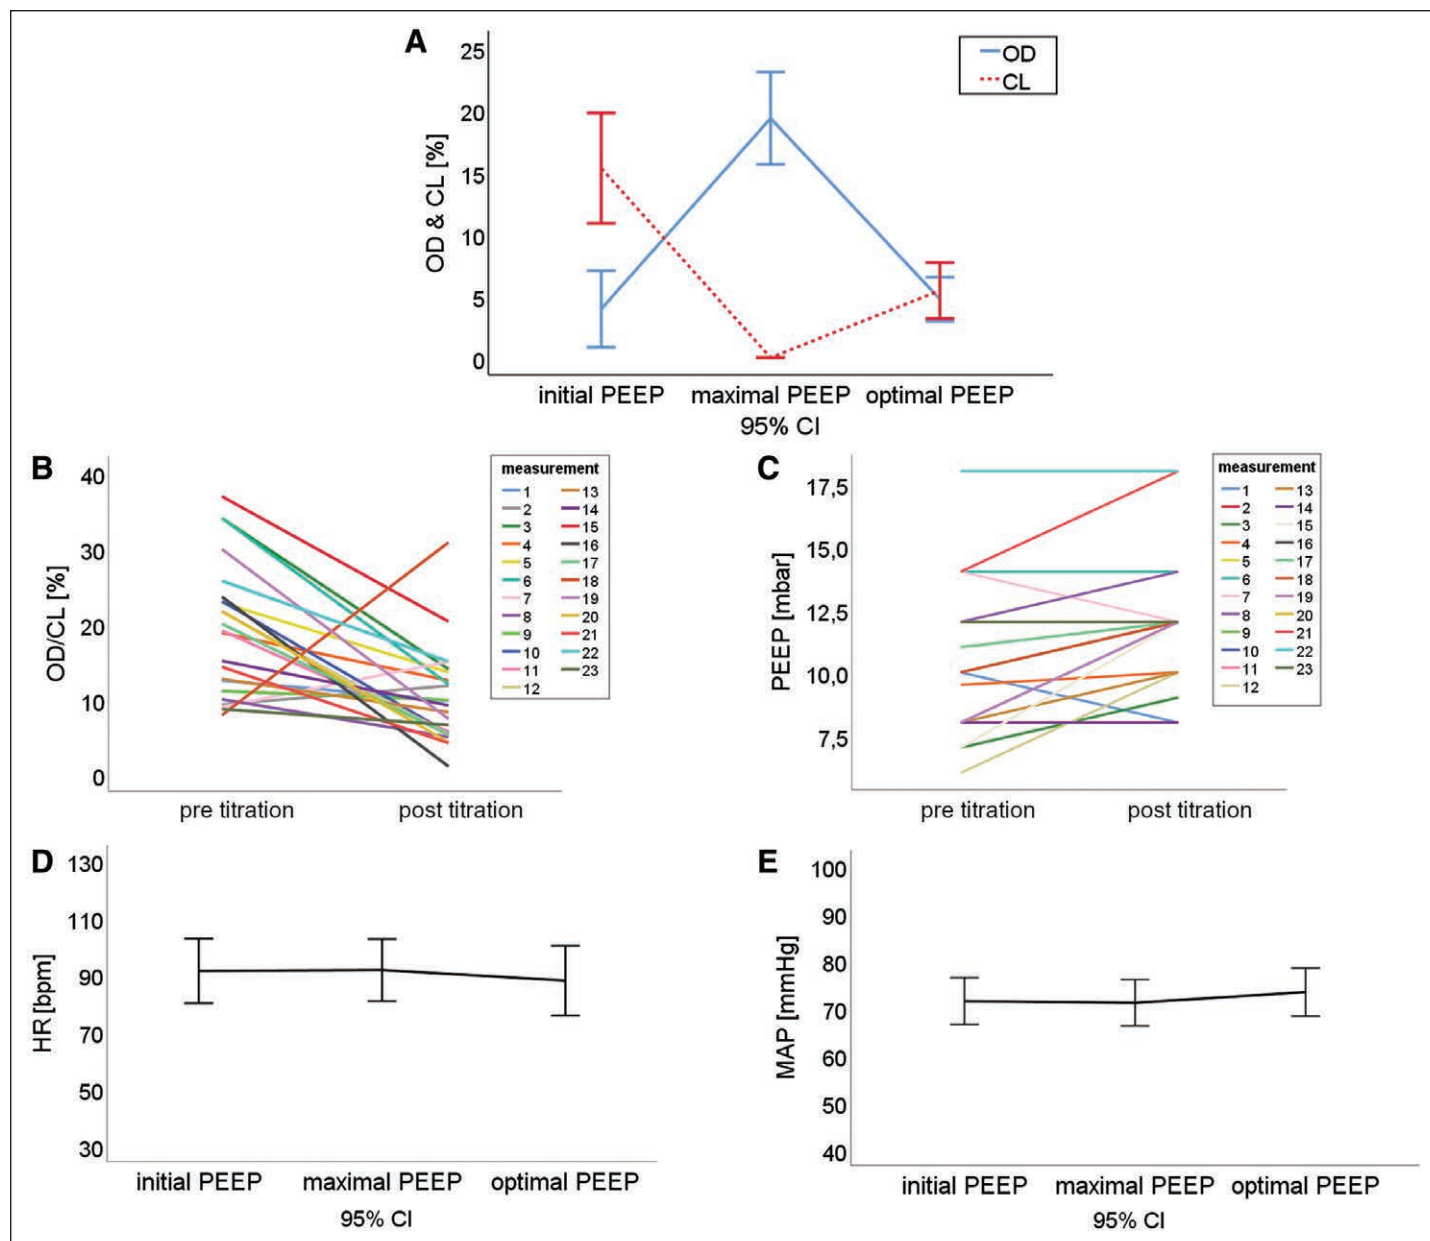 A
25
20
15
10
5
0
OD & CL [%]
OD
CL
initial PEEP maximal PEEP optimal PEEP
95% CI
B
40
30
20
10
0
OD/CL [%]
measurement
1 13
2 14
3 15
4 16
5 17
6 18
7 19
8 20
9 21
10 22
11 23
12
pre titration post titration
C
17,5
15,0
12,5
10,0
7,5
PEEP [mbar]
measurement
1 13
2 14
3 15
4 16
5 17
6 18
7 19
8 20
9 21
10 22
11 23
12
pre titration post titration
D
130
110
90
70
50
30
HR [bpm]
initial PEEP maximal PEEP optimal PEEP
95% CI
E
100
90
80
70
60
50
40
MAP [mmHg]
initial PEEP maximal PEEP optimal PEEP
95% CI